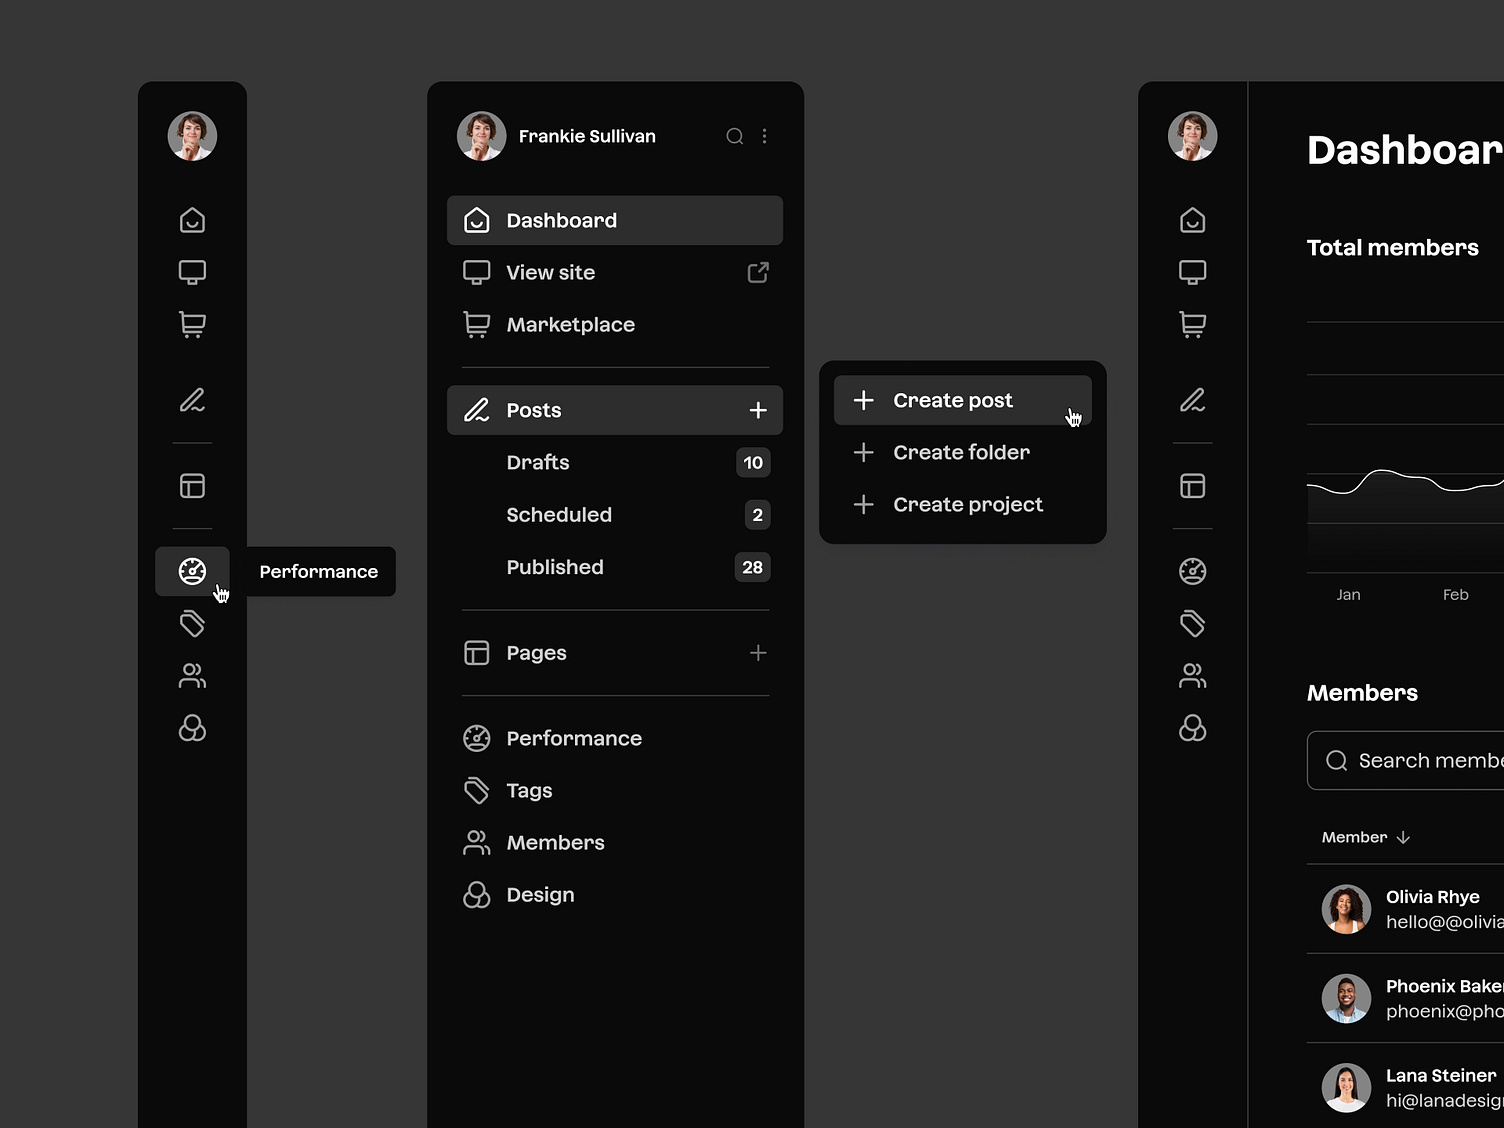 Performance
Frankie Sullivan
Dashboard
View site
Marketplace
Posts
Drafts 10
Scheduled 2
Published 28
Pages
Performance
Tags
Members
Design
Create post
Create folder
Create project
Dashboar
Total members
Jan Feb
Members
Search membe
Member
Olivia Rhye
hello@@olivia
Phoenix Baker
phoenix@pho
Lana Steiner
hi@lanadesign